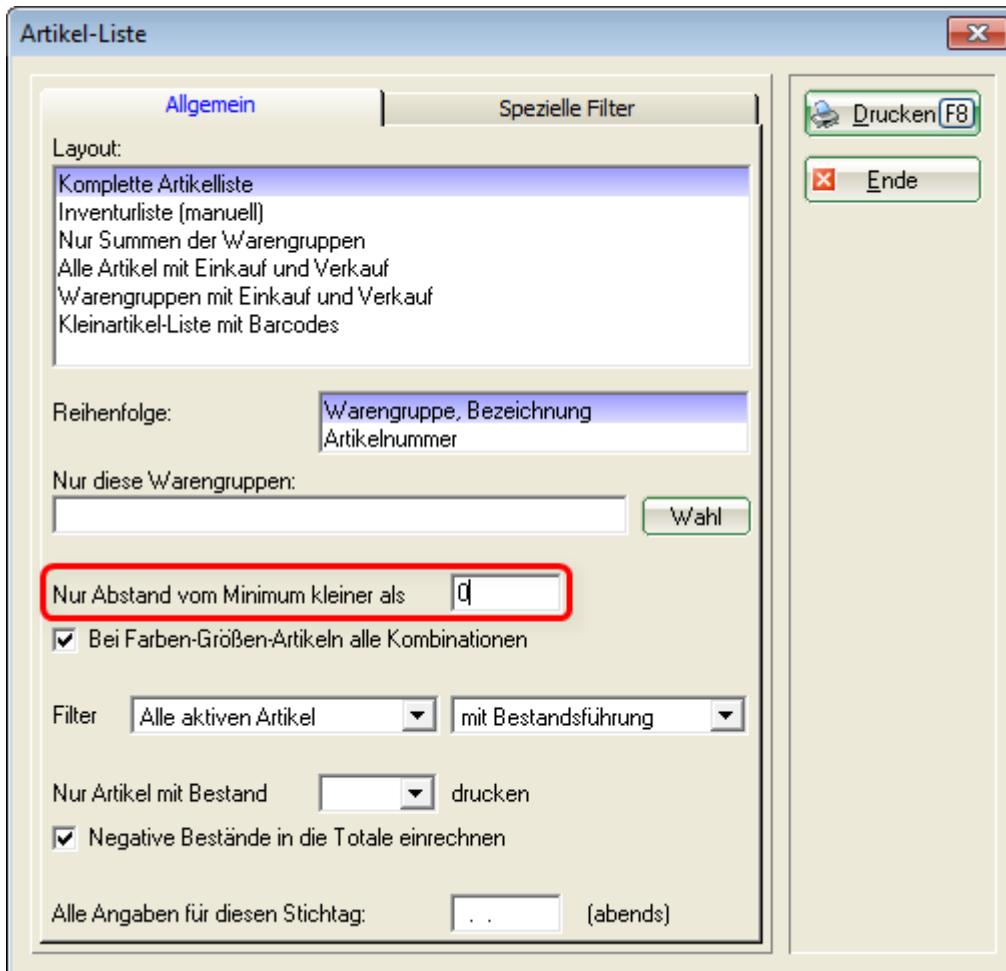 Artikel-Liste
Allgemein
Spezielle Filter
Layout:
Komplette Artikelliste
Inventurliste (manuell)
Nur Summen der Warengruppen
Alle Artikel mit Einkauf und Verkauf
Warengruppen mit Einkauf und Verkauf
Kleinartikel-Liste mit Barcodes
Reihenfolge:
Warengruppe, Bezeichnung
Artikelnummer
Nur diese Warengruppen:
Wahl
Nur Abstand vom Minimum kleiner als 0
Bei Farben-Größen-Artikeln alle Kombinationen
Filter Alle aktiven Artikel mit Bestandsführung
Nur Artikel mit Bestand drucken
Negative Bestände in die Totale einrechnen
Alle Angaben für diesen Stichtag: . . (abends)
Drucken F8
Ende